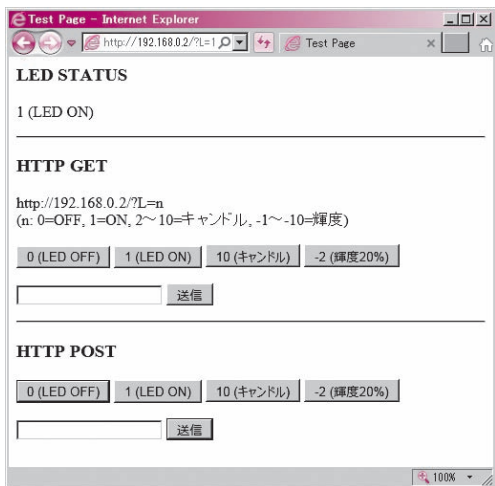 Test Page - Internet Explorer
http://192.168.0.2/?L=1
Test Page
LED STATUS
1 (LED ON)
HTTP GET
http://192.168.0.2/?L=n
(n: 0=OFF, 1=ON, 2～10=キャンドル, -1～-10=輝度)
0 (LED OFF) 1 (LED ON) 10 (キャンドル) -2 (輝度20%)
送信
HTTP POST
0 (LED OFF) 1 (LED ON) 10 (キャンドル) -2 (輝度20%)
送信
100%